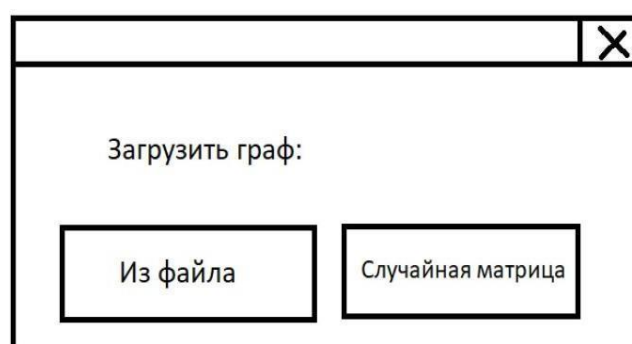 Загрузить граф:
Из файла
Случайная матрица